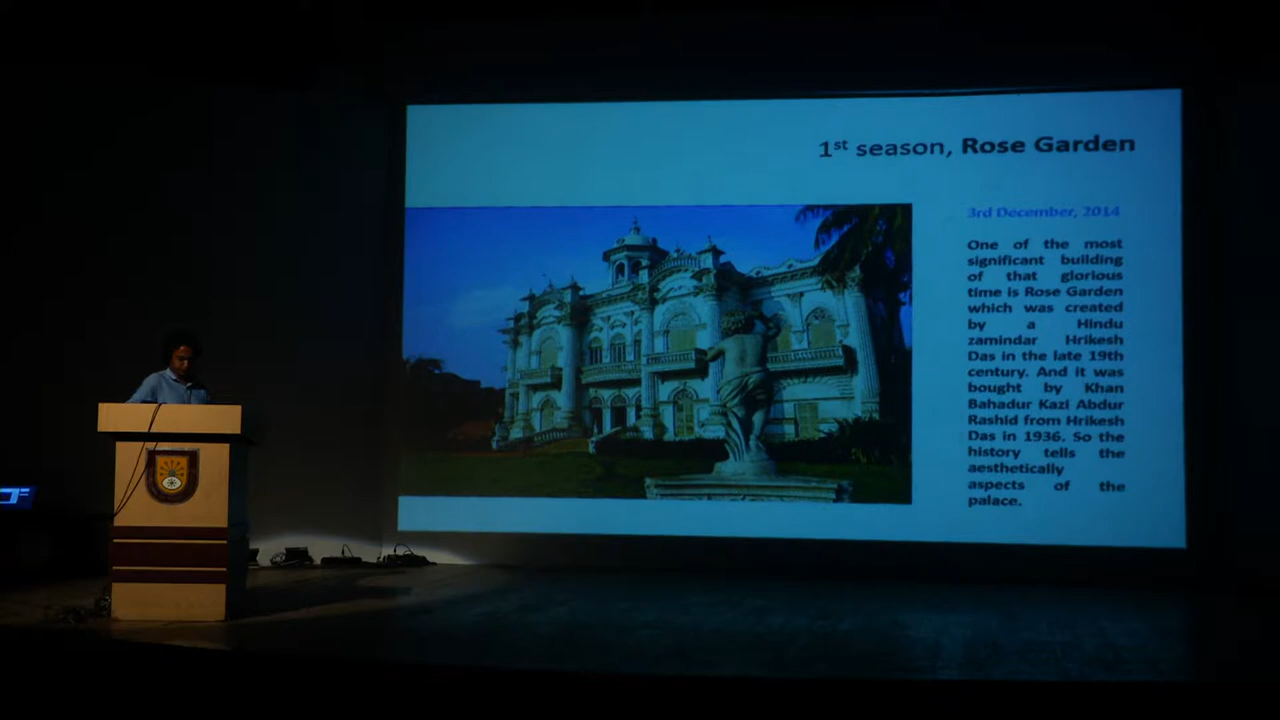 1st season, Rose Garden
3rd December, 2014
One of the most
significant building
of that glorious
time is Rose Garden
which was created
by a Hindu
zamindar Hrikesh
Das in the late 19th
century. And it was
bought by Khan
Bahadur Kazi Abdur
Rashid from Hrikesh
Das in 1936. So the
history tells the
aesthetically
aspects of the
palace.